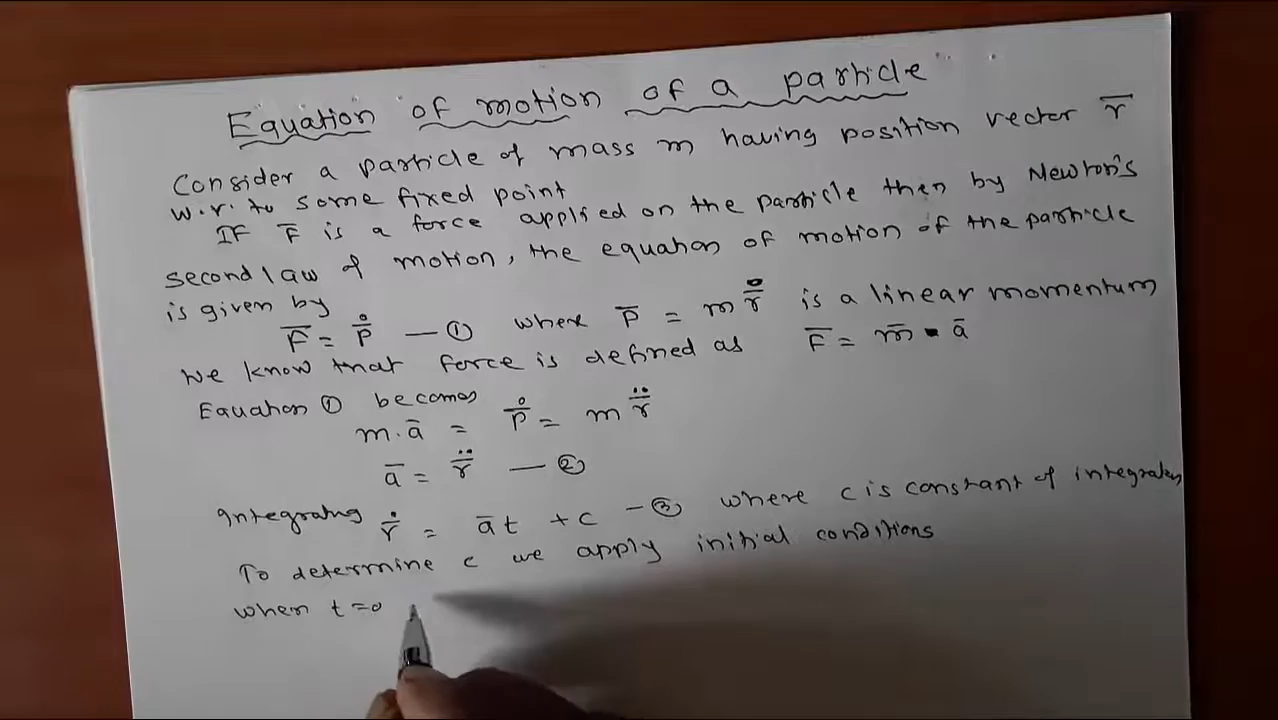 Equation of motion of a particle
Consider a particle of mass m having position vector r̅
w.r. to some fixed point
IF F̅ is a force applied on the particle then by Newton's
second law of motion, the equation of motion of the particle
is given by
F̅ = ṗ̅ — ① where p̅ = m ṙ̅ is a linear momentum
We know that force is defined as F̅ = m̅ · a̅
Equation ① becomes
m. a̅ = ṗ̅ = m r̈̅
a̅ = r̈̅ — ②
Integrating ṙ̅ = a̅t + c — ③ where c is constant of integration
To determine c we apply initial conditions
when t=0